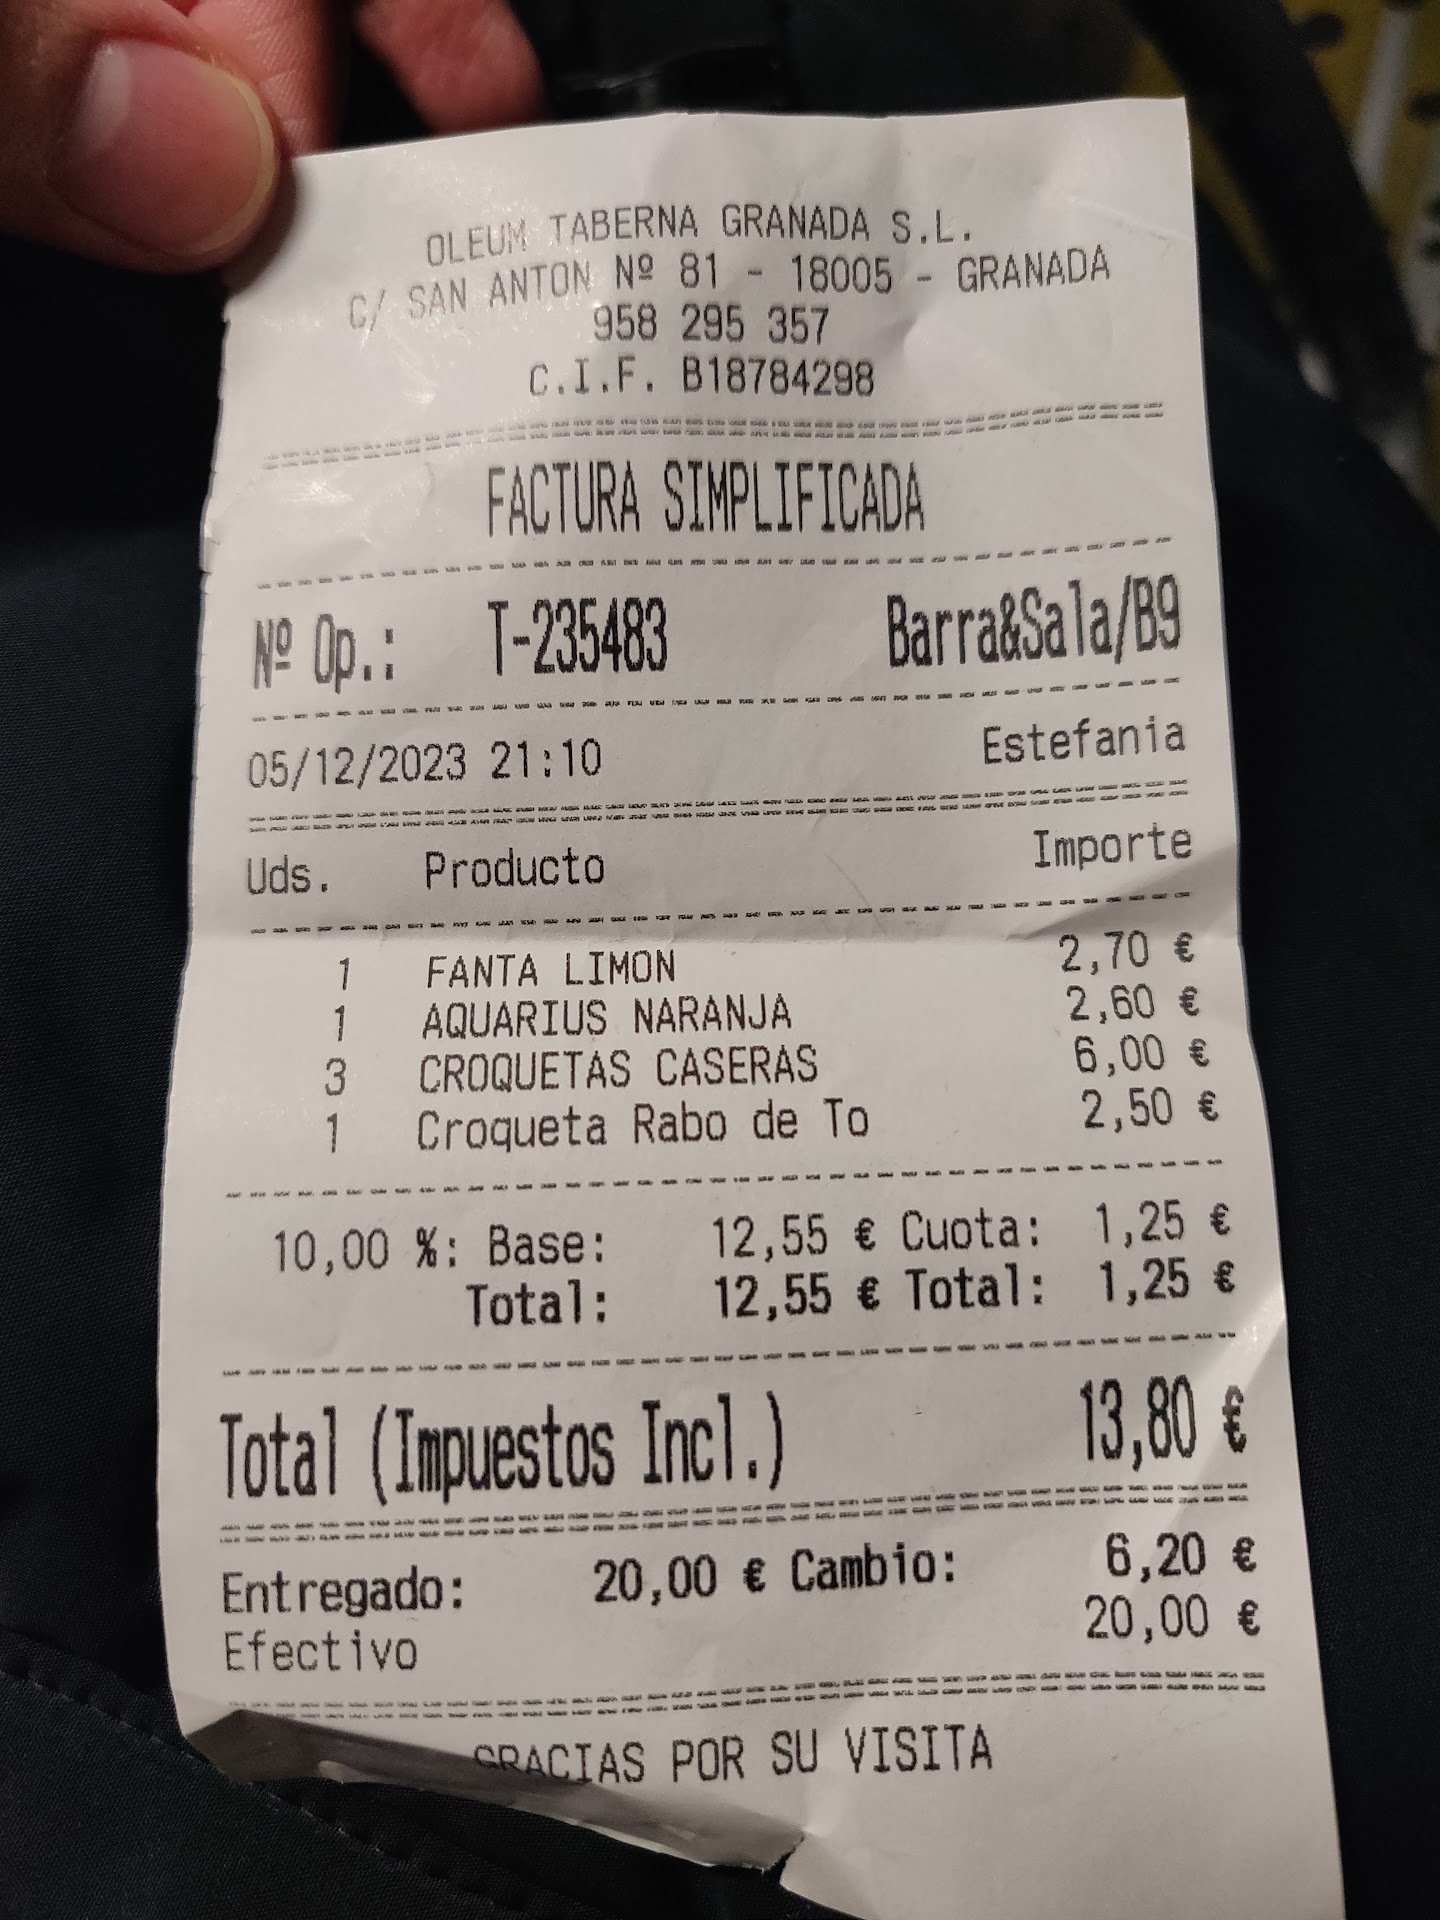 OLEUM TABERNA GRANADA S.L.
C/ SAN ANTON Nº 81 - 18005 - GRANADA
958 295 357
C.I.F. B18784298
FACTURA SIMPLIFICADA
Nº Op.: T-235483 Barra&Sala/B9
05/12/2023 21:10 Estefania
Uds. Producto Importe
1 FANTA LIMON 2,70 €
1 AQUARIUS NARANJA 2,60 €
3 CROQUETAS CASERAS 6,00 €
1 Croqueta Rabo de To 2,50 €
10,00 %: Base: 12,55 € Cuota: 1,25 €
Total: 12,55 € Total: 1,25 €
Total (Impuestos Incl.) 13,80 €
Entregado: 20,00 € Cambio: 6,20 €
Efectivo 20,00 €
GRACIAS POR SU VISITA